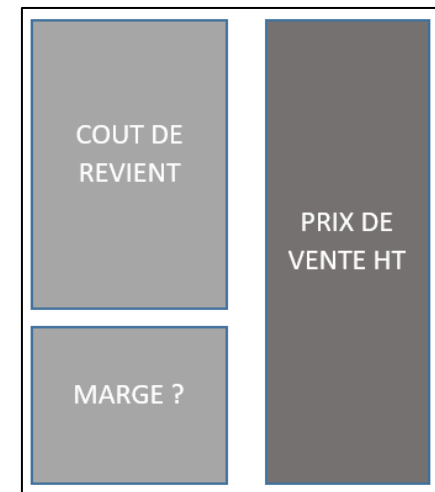 COUT DE
REVIENT
MARGE ?
PRIX DE
VENTE HT